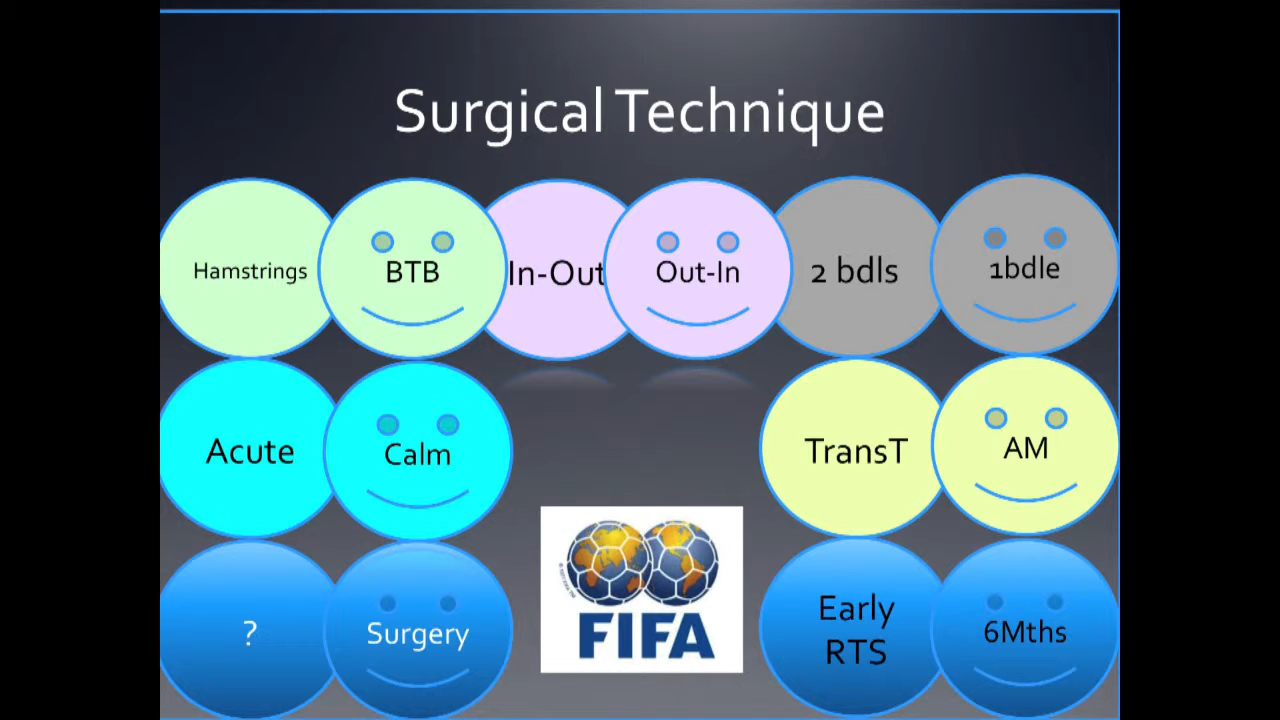 Surgical Technique
Hamstrings
BTB
In-Out
Out-In
2 bdls
1bdle
Acute
Calm
TransT
AM
?
Surgery
FIFA
Early
RTS
6Mths